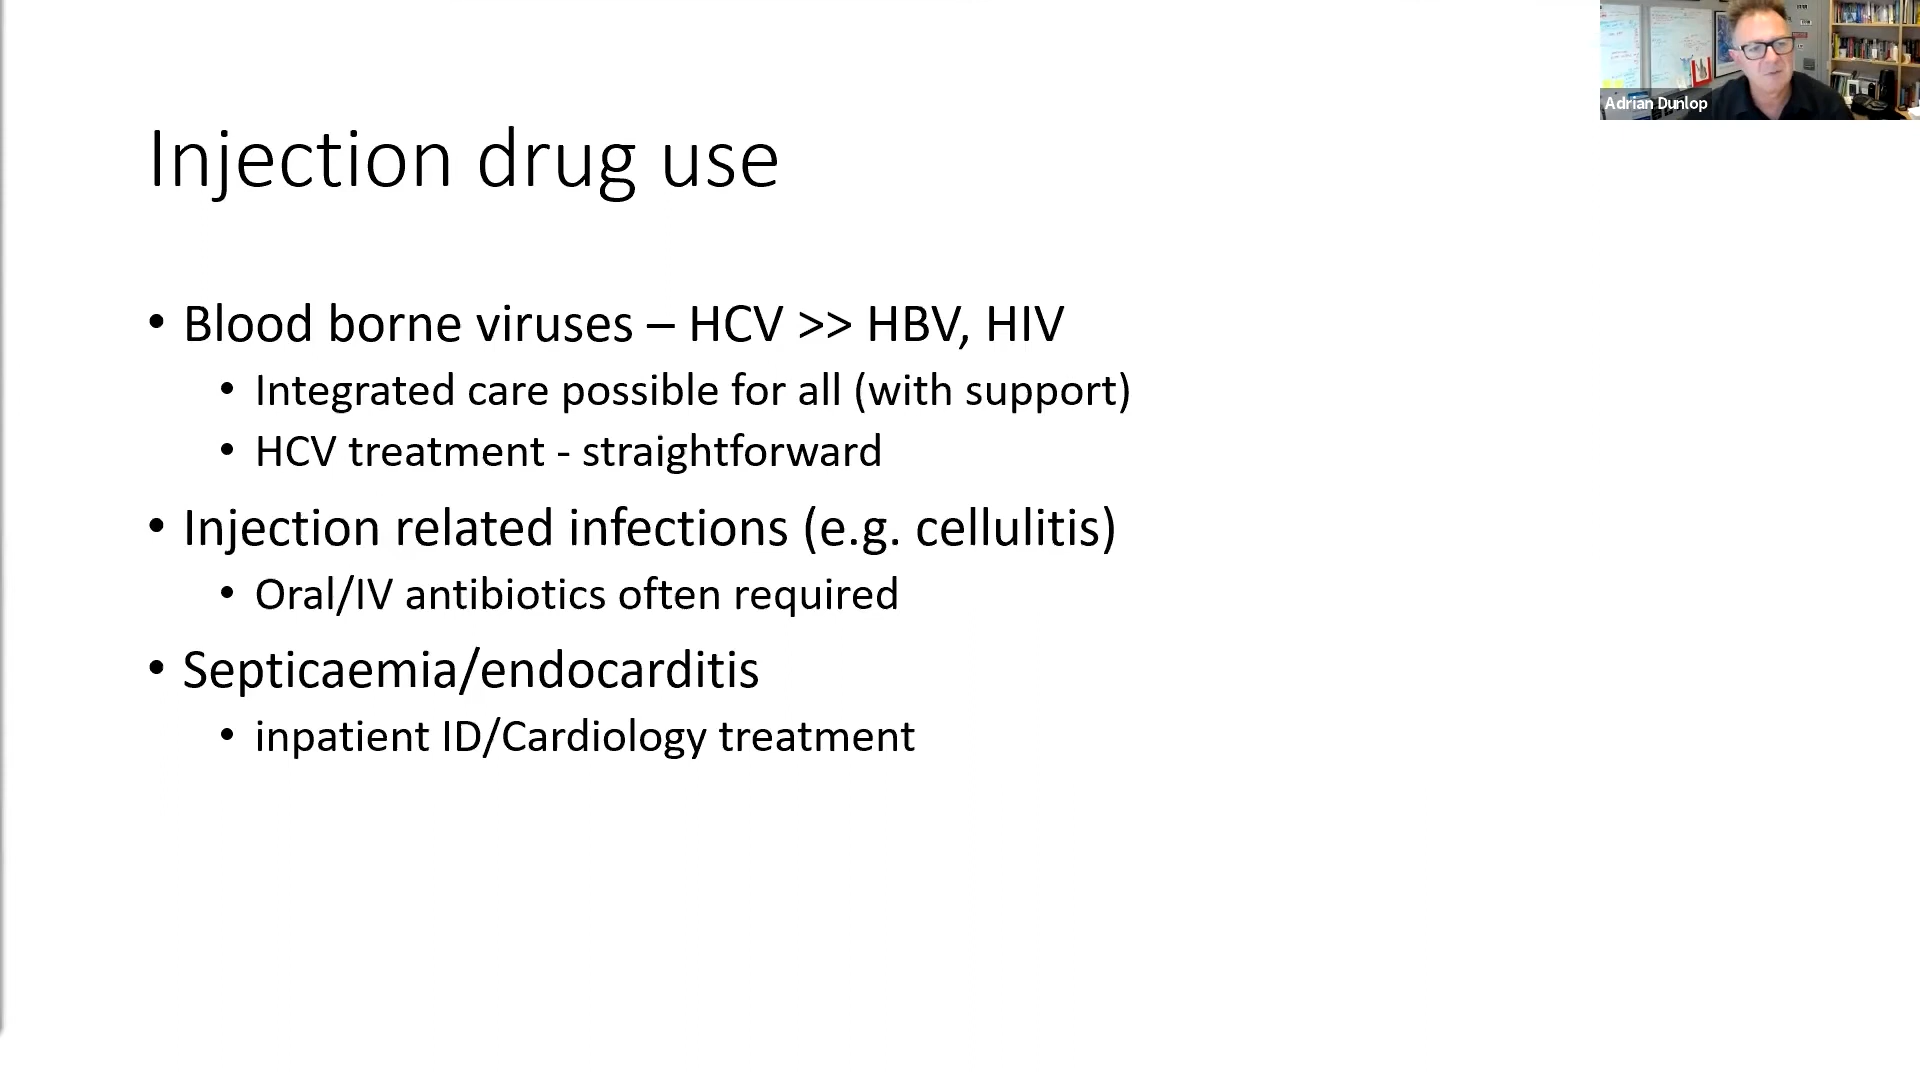 Adrian Dunlop
Injection drug use
• Blood borne viruses – HCV >> HBV, HIV
• Integrated care possible for all (with support)
• HCV treatment - straightforward
• Injection related infections (e.g. cellulitis)
• Oral/IV antibiotics often required
• Septicaemia/endocarditis
• inpatient ID/Cardiology treatment